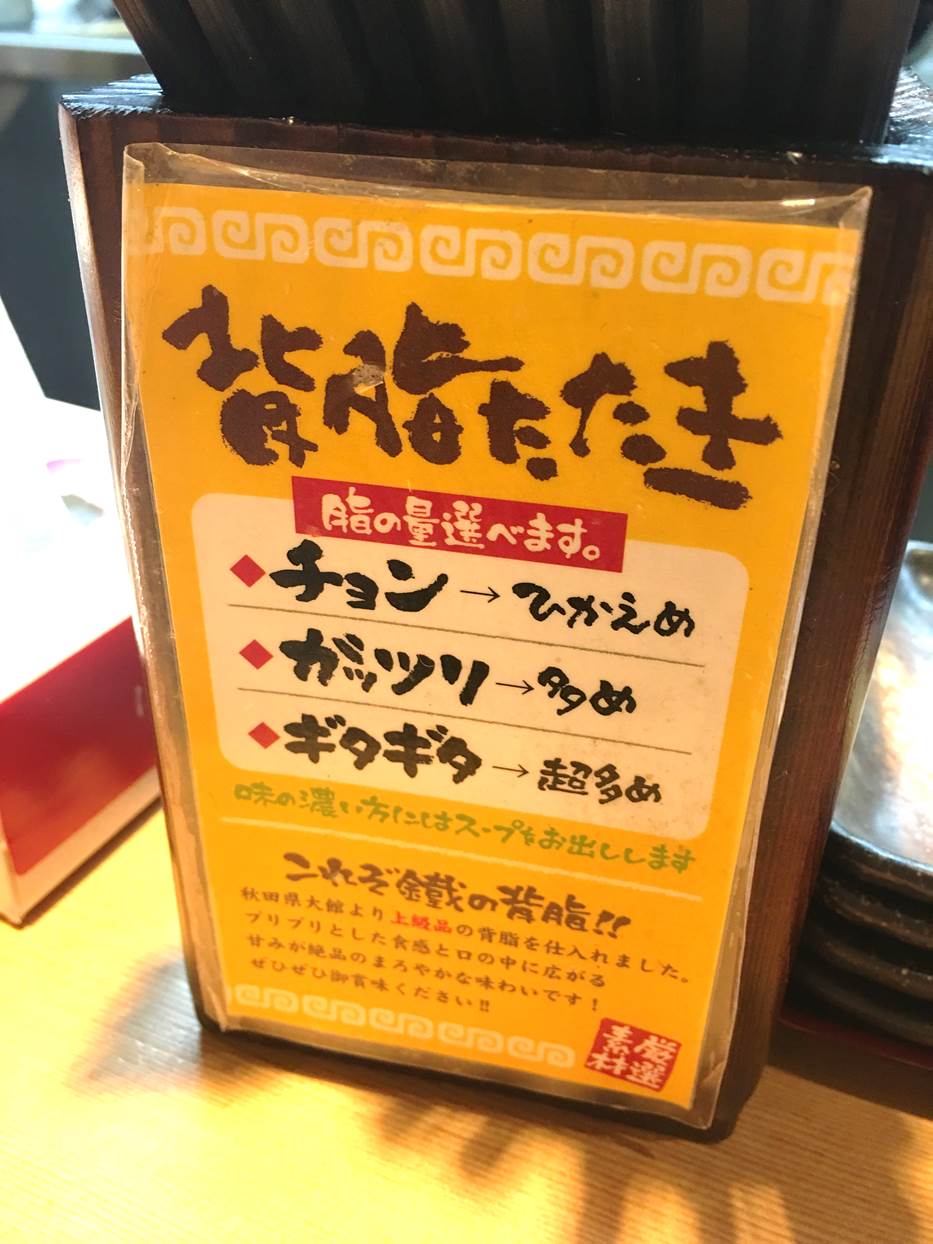 背脂たたき
脂の量選べます。
◆チョン→ひかえめ
◆ガッツリ→多め
◆ギタギタ→超多め
味の濃い方にはスープをお出しします
これぞ鐵の背脂!!
秋田県大館より上級品の背脂を仕入れました。
プリプリとした食感と口の中に広がる
甘みが絶品のまろやかな味わいです！
ぜひぜひ御賞味ください!!
厳選
素材